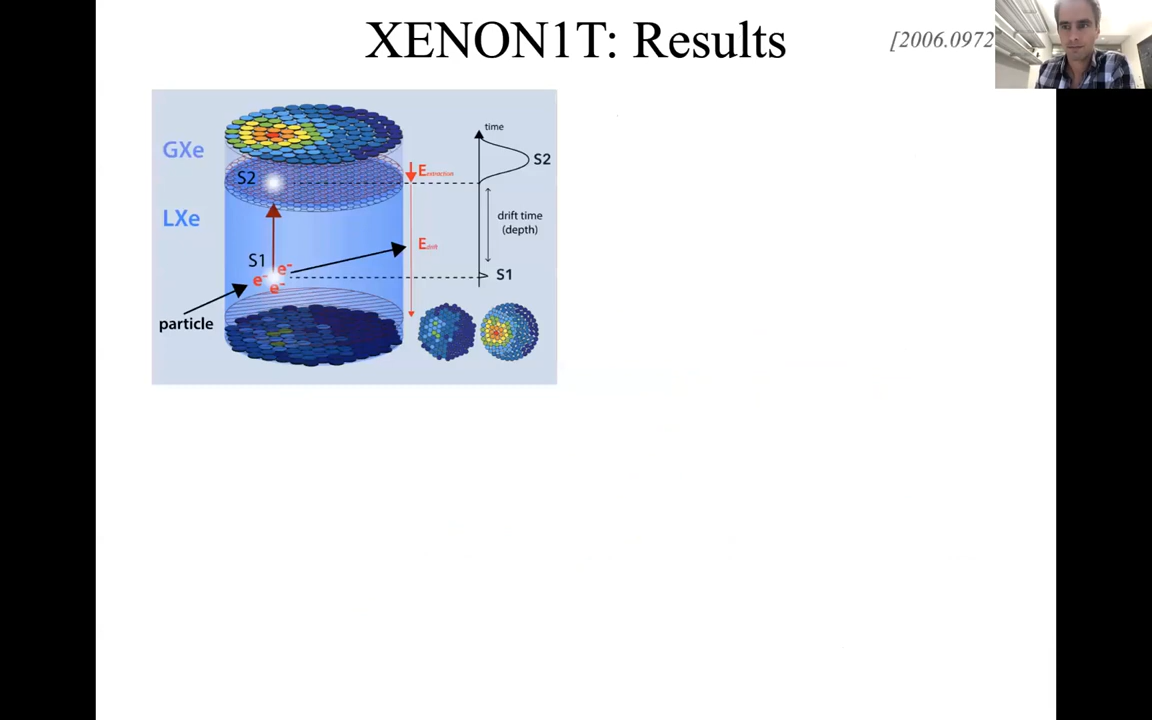 XENON1T: Results
[2006.0972
time
GXe
S2
S2
E extraction
LXe
drift time
(depth)
E drift
S1
S1
e-
e-
e-
particle